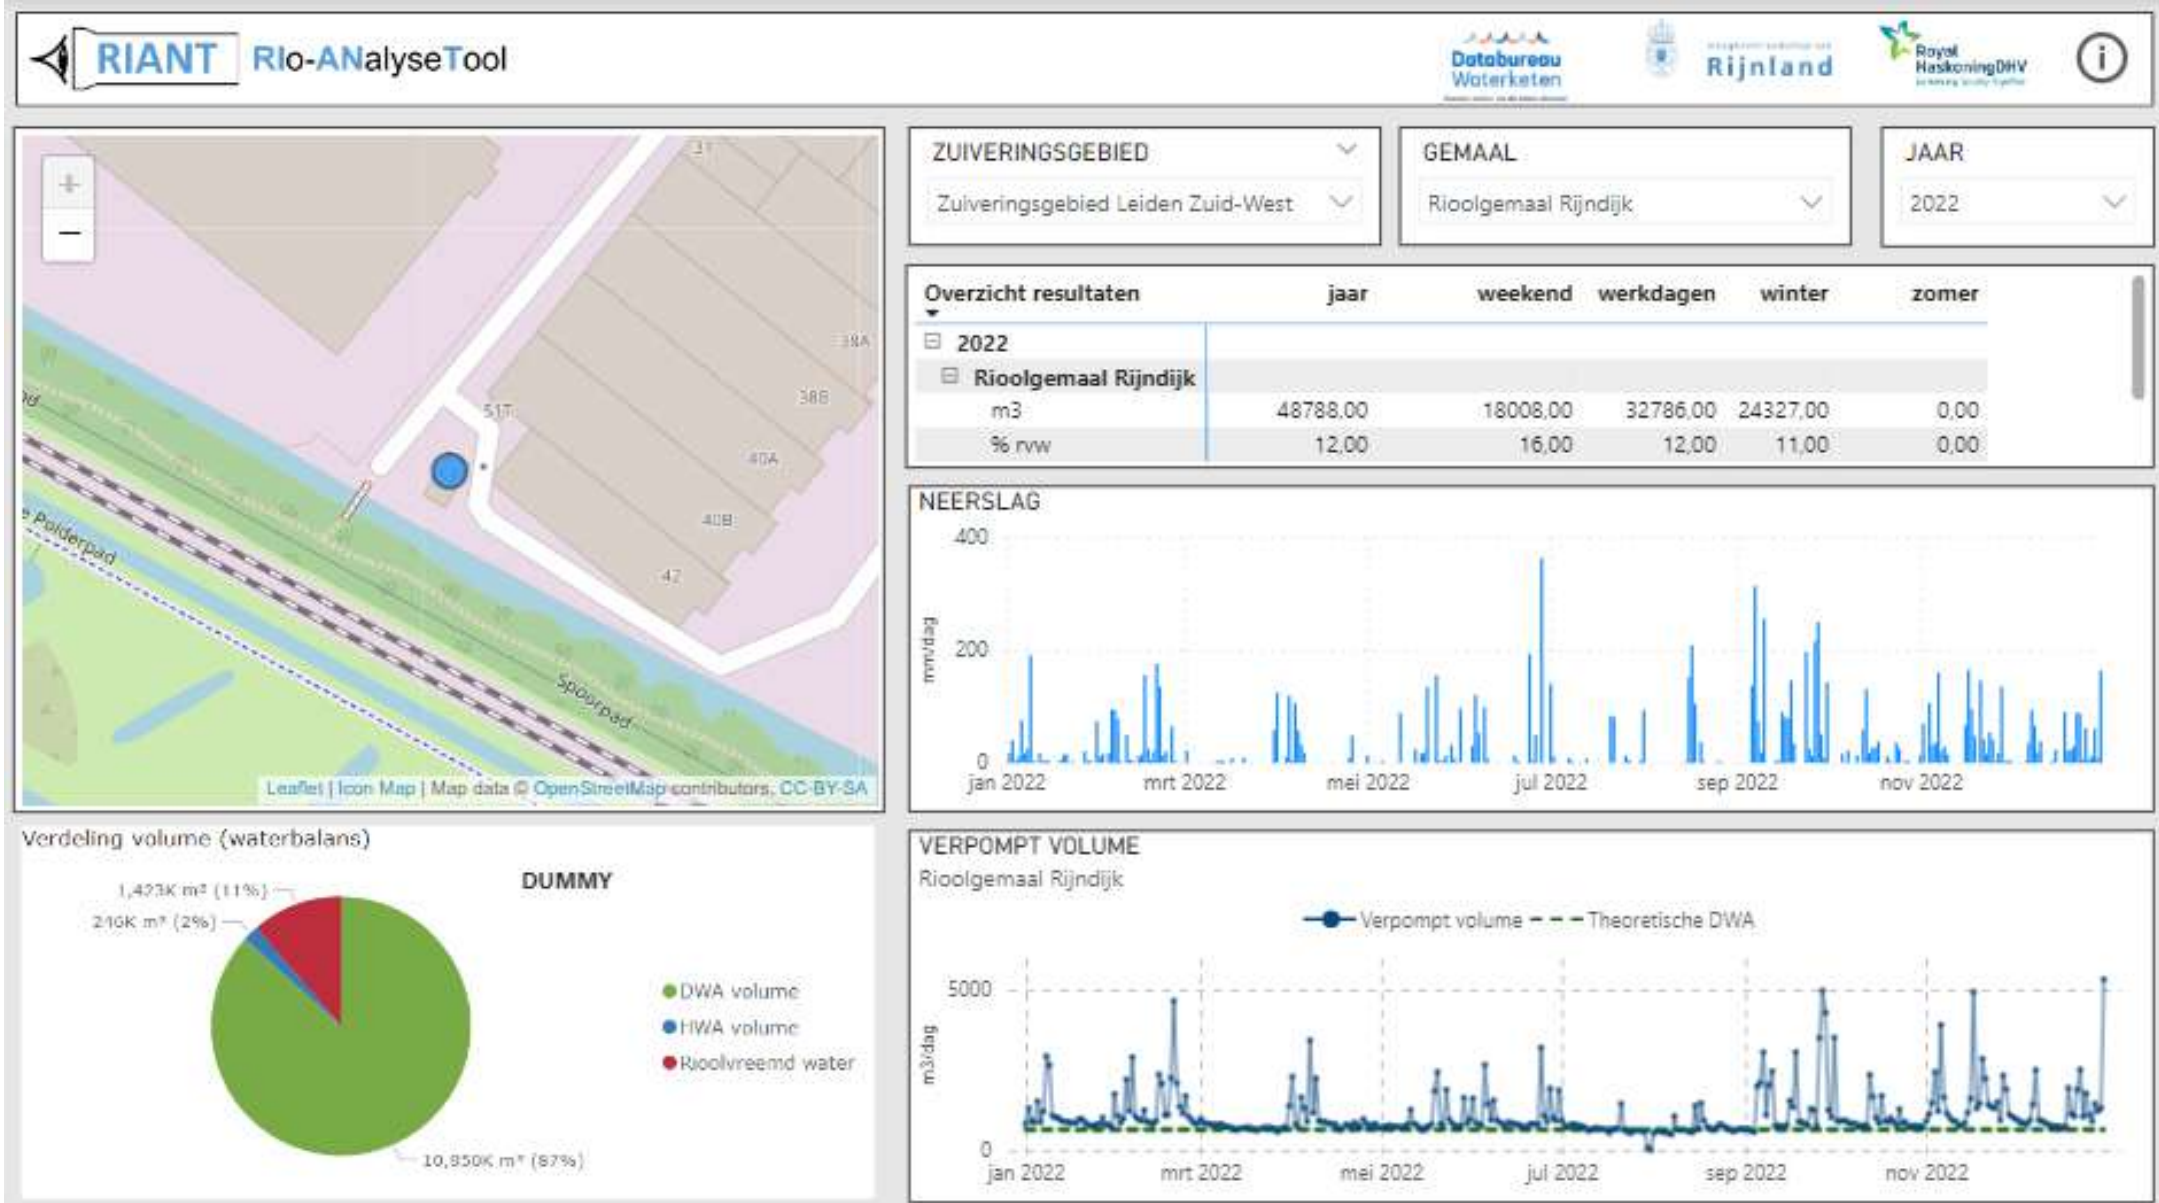 RIANT RIo-ANalyseTool
Databureau
Waterketen
Rijnland
Royal
HaskoningDHV
i
+
−
37
38A
38B
51T
40A
40B
47
e Polderpad
Spoorpad
Leaflet | Icon Map | Map data © OpenStreetMap contributors, CC-BY-SA
ZUIVERINGSGEBIED
Zuiveringsgebied Leiden Zuid-West
GEMAAL
Rioolgemaal Rijndijk
JAAR
2022
Overzicht resultaten jaar weekend werkdagen winter zomer
2022
Rioolgemaal Rijndijk
m3 48788,00 18008,00 32786,00 24327,00 0,00
% rvw 12,00 16,00 12,00 11,00 0,00
NEERSLAG
mm/dag
400
200
0
jan 2022 mrt 2022 mei 2022 jul 2022 sep 2022 nov 2022
Verdeling volume (waterbalans)
DUMMY
1,423K m³ (11%)
246K m³ (2%)
10,950K m³ (87%)
DWA volume
HWA volume
Rioolvreemd water
VERPOMPT VOLUME
Rioolgemaal Rijndijk
Verpompt volume Theoretische DWA
m3/dag
5000
0
jan 2022 mrt 2022 mei 2022 jul 2022 sep 2022 nov 2022